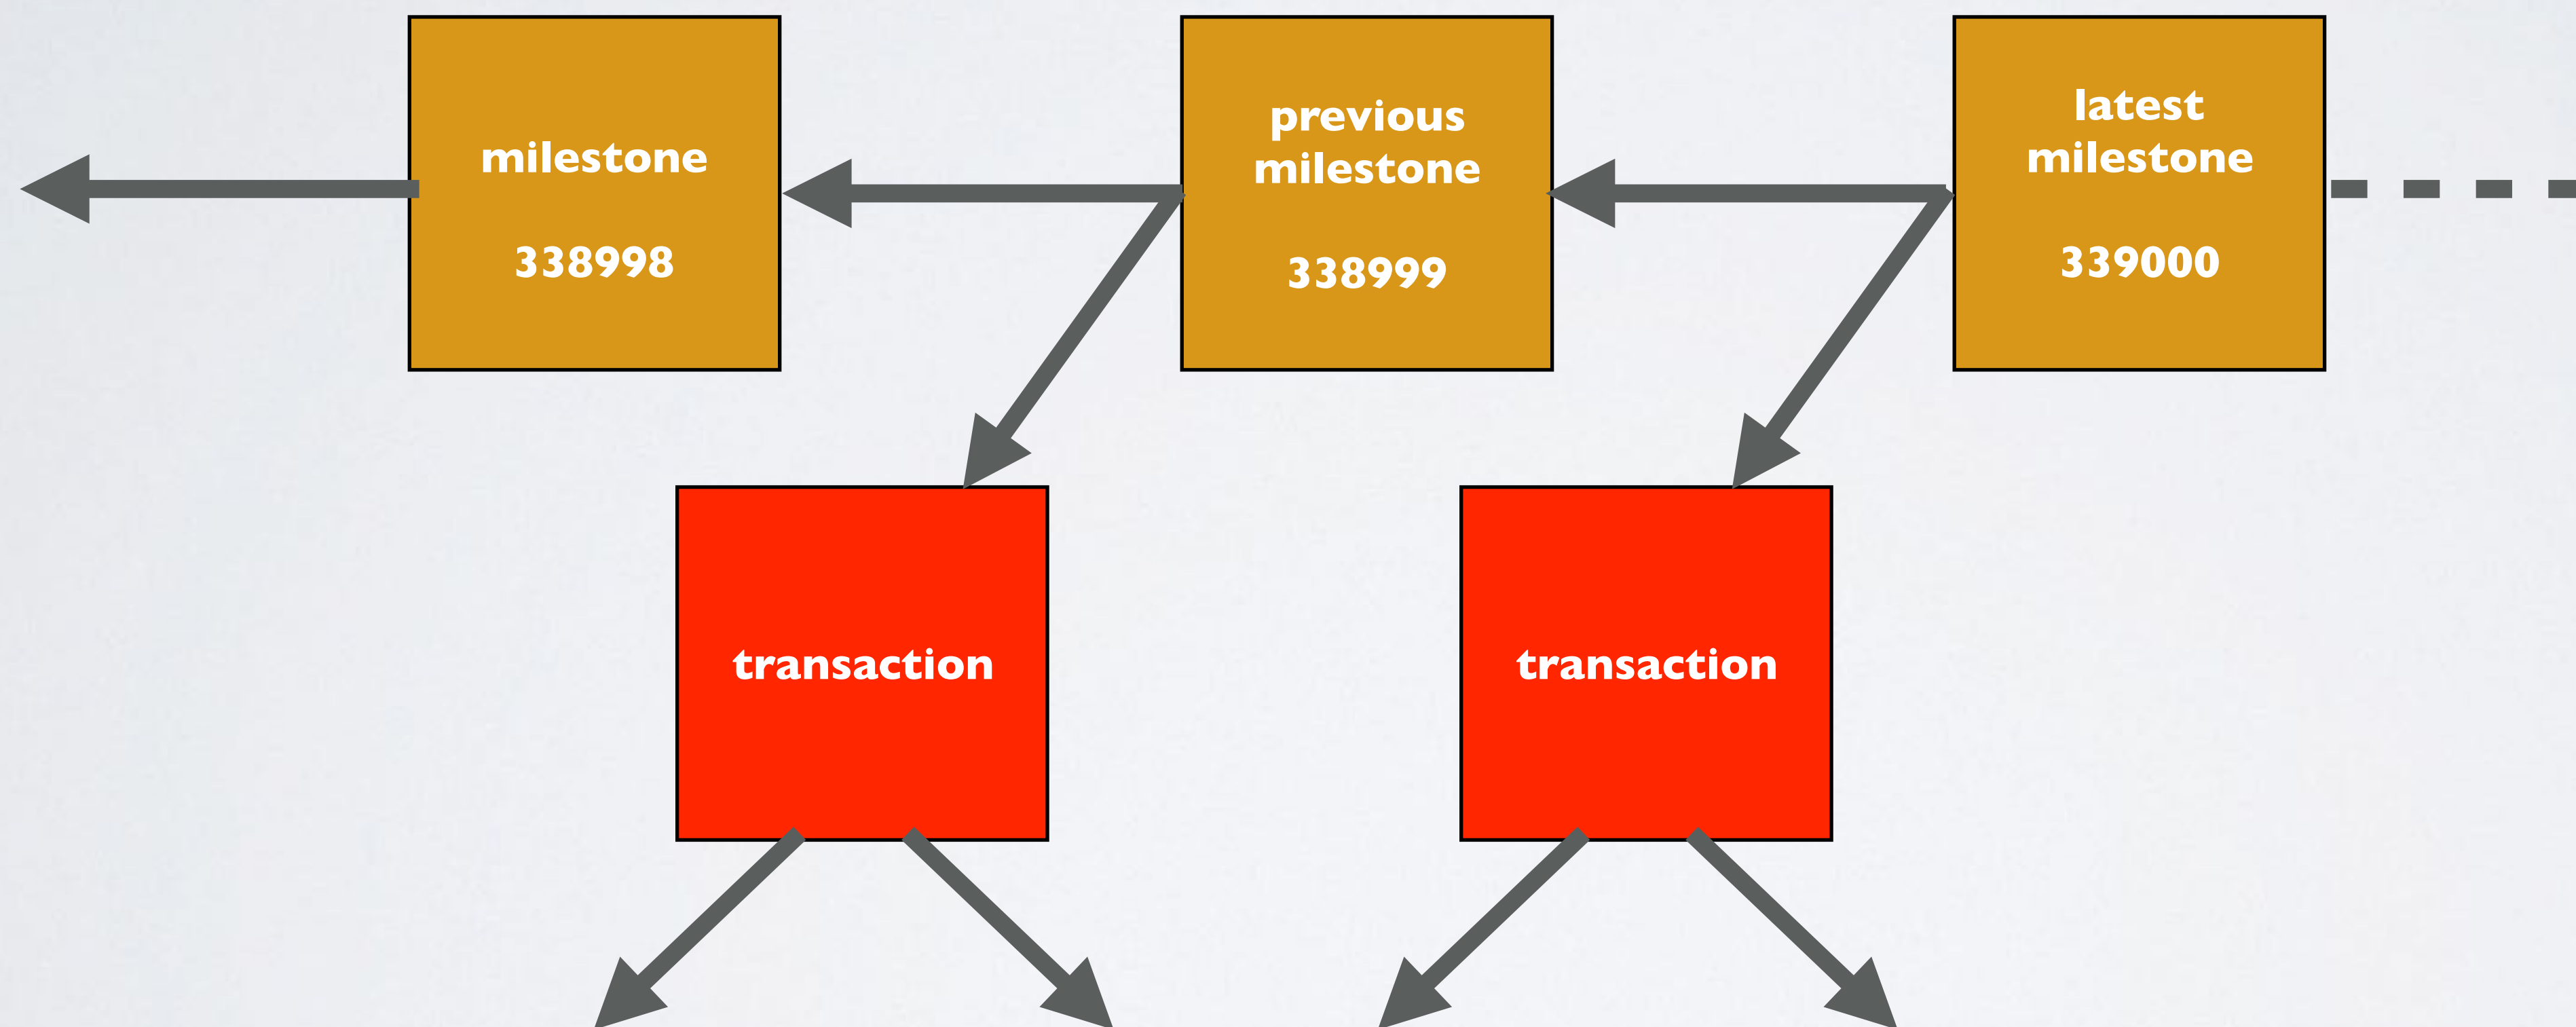 milestone
338998
previous
milestone
338999
latest
milestone
339000
transaction
transaction